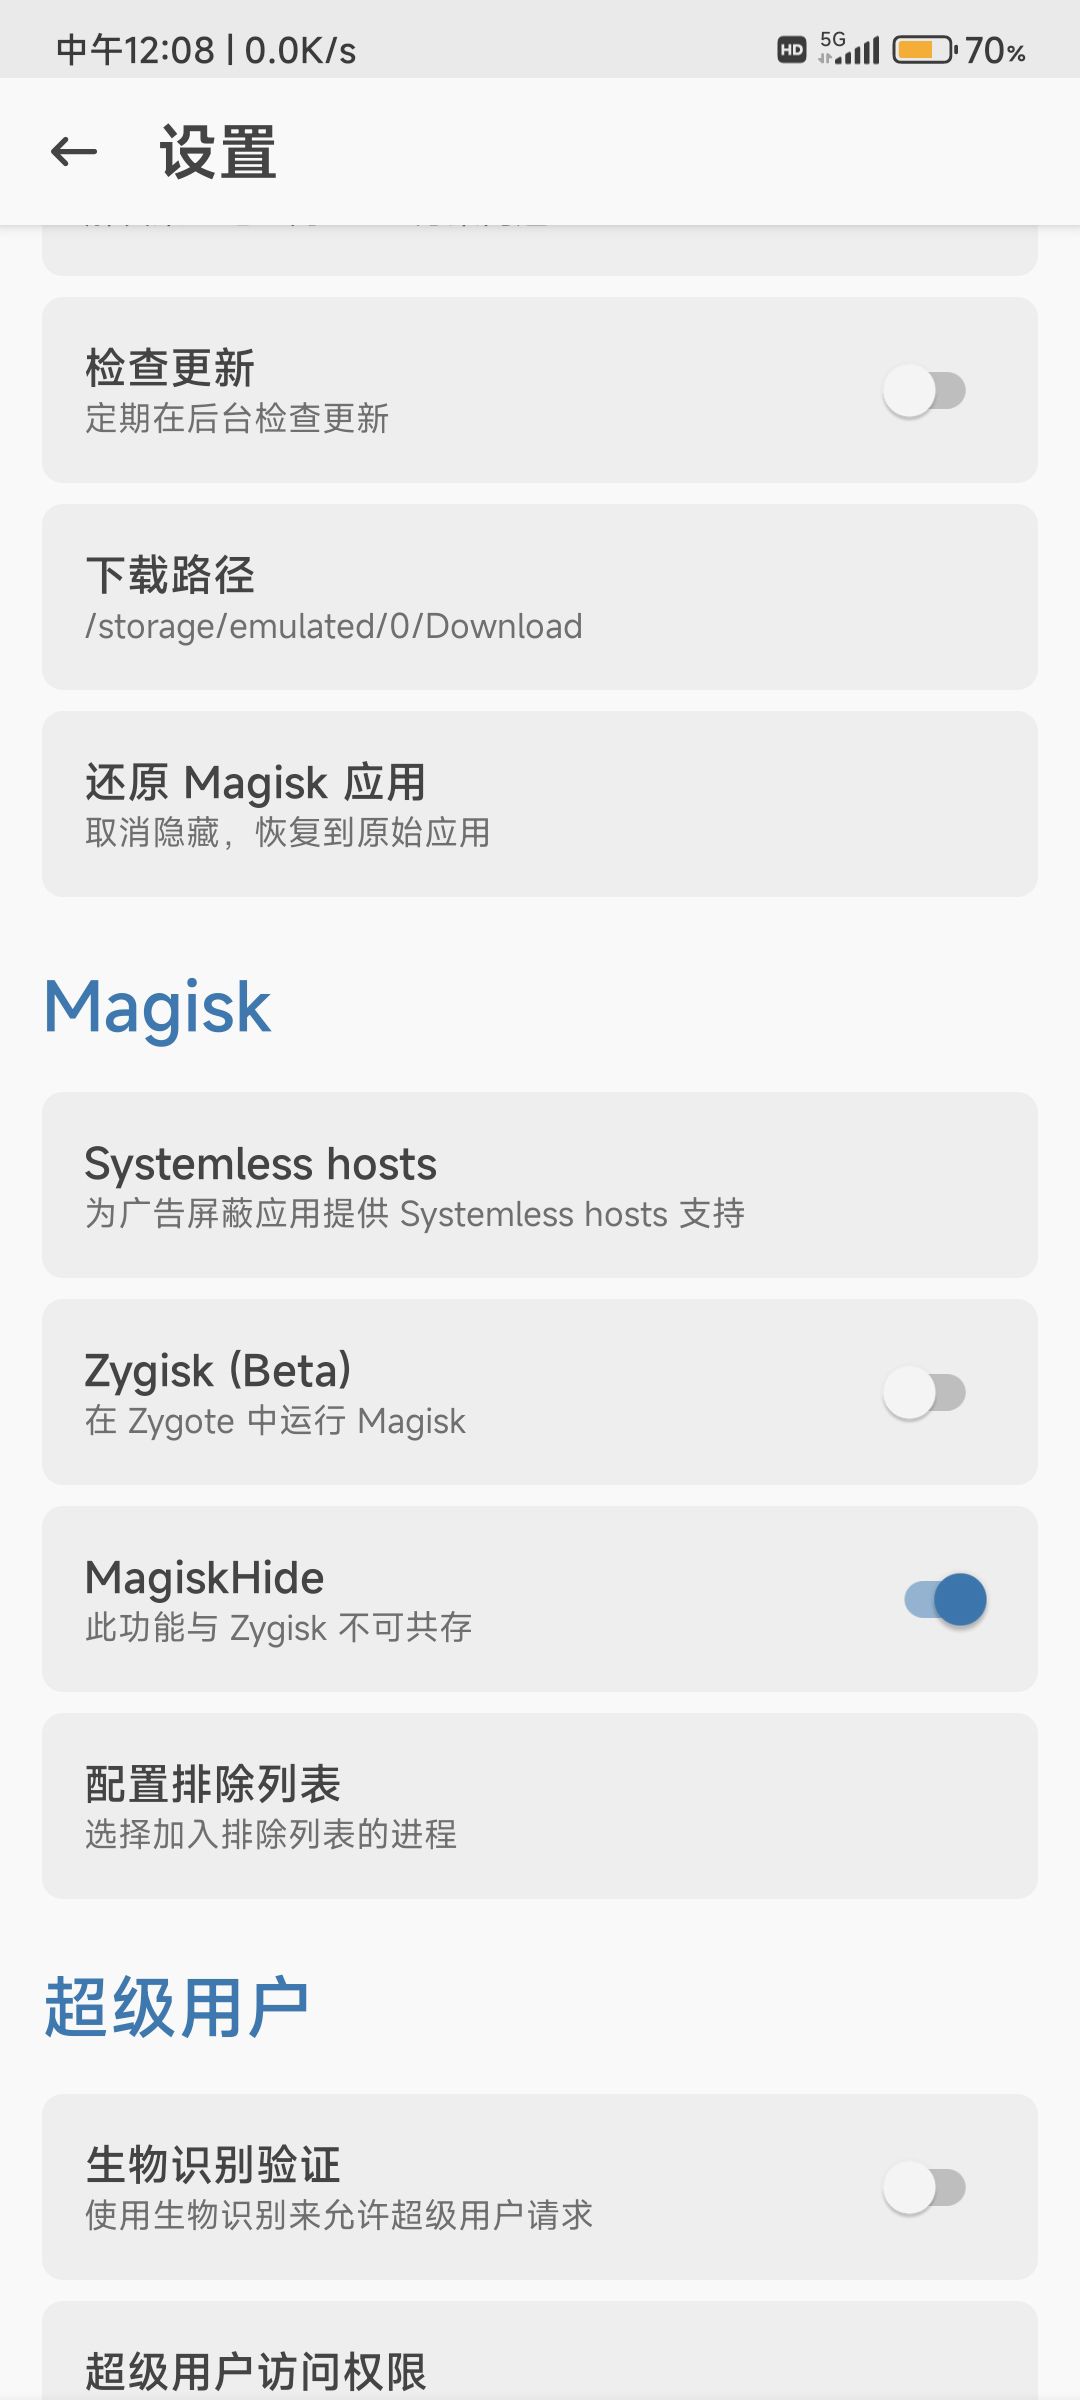 中午12:08 | 0.0K/s
HD 5G 70%
设置
检查更新
定期在后台检查更新
下载路径
/storage/emulated/0/Download
还原 Magisk 应用
取消隐藏，恢复到原始应用
Magisk
Systemless hosts
为广告屏蔽应用提供 Systemless hosts 支持
Zygisk (Beta)
在 Zygote 中运行 Magisk
MagiskHide
此功能与 Zygisk 不可共存
配置排除列表
选择加入排除列表的进程
超级用户
生物识别验证
使用生物识别来允许超级用户请求
超级用户访问权限